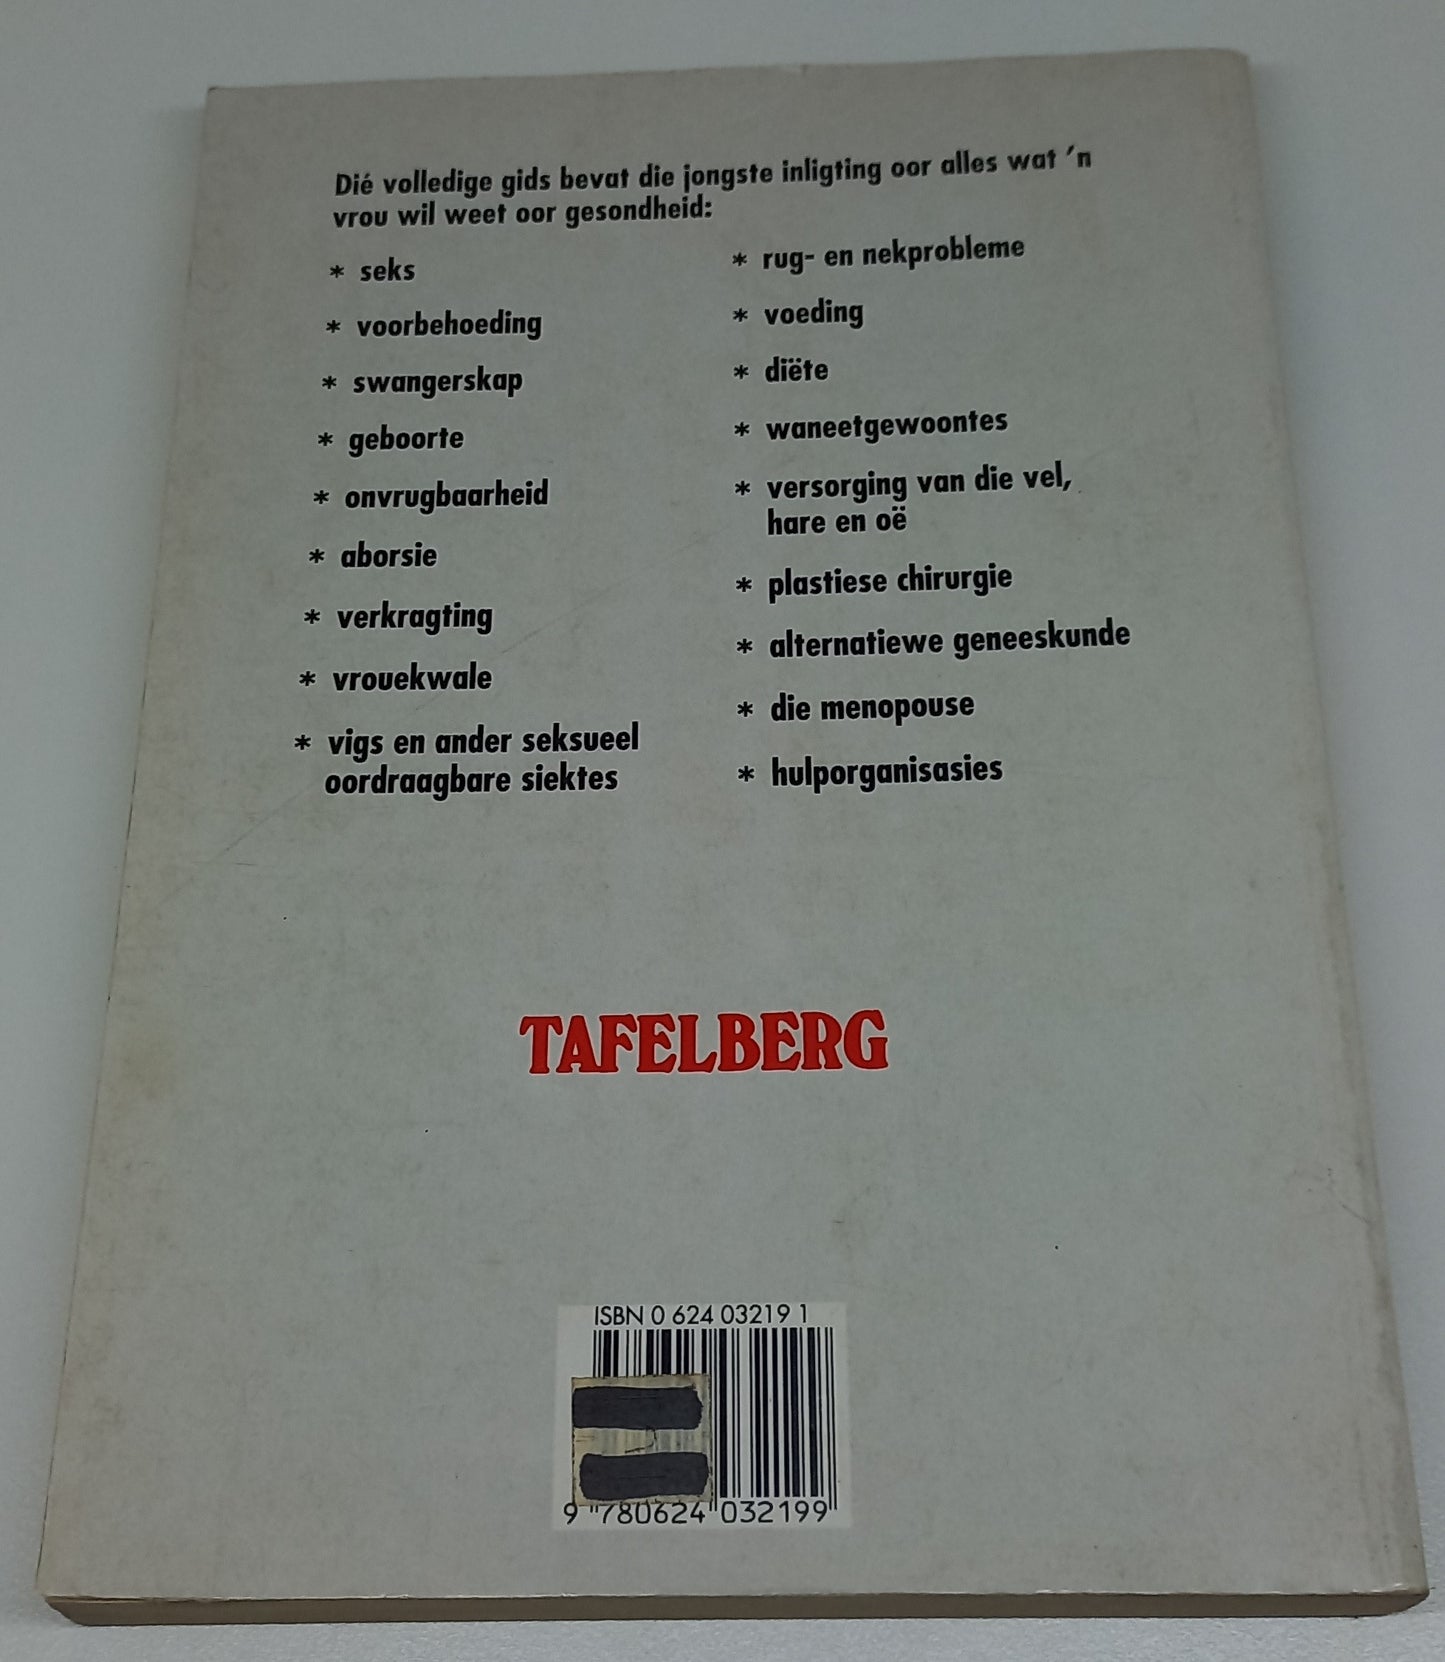 Dié volledige gids bevat die jongste inligting oor alles wat 'n
vrou wil weet oor gesondheid:
* seks
* voorbehoeding
* swangerskap
* geboorte
* onvrugbaarheid
* aborsie
* verkragting
* vrouekwale
* vigs en ander seksueel
oordraagbare siektes
* rug- en nekprobleme
* voeding
* diëte
* waneetgewoontes
* versorging van die vel,
hare en oë
* plastiese chirurgie
* alternatiewe geneeskunde
* die menopouse
* hulporganisasies
TAFELBERG
ISBN 0 624 03219 1
9 780624 032199